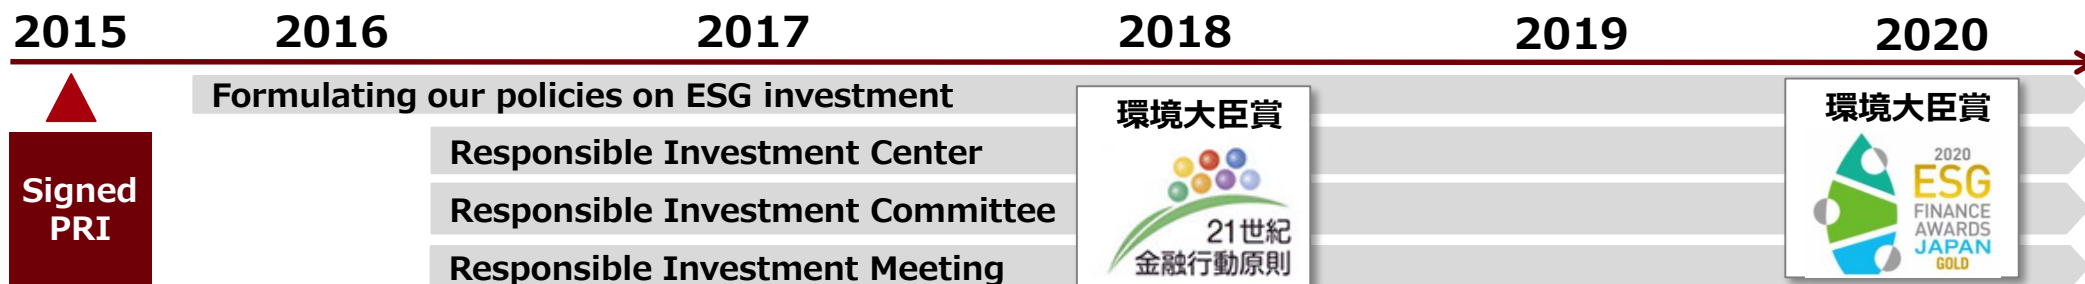 2015 2016 2017 2018 2019 2020
Formulating our policies on ESG investment
Responsible Investment Center
Responsible Investment Committee
Responsible Investment Meeting
Signed
PRI
環境大臣賞
21世紀
金融行動原則
環境大臣賞
2020
ESG
FINANCE
AWARDS
JAPAN
GOLD